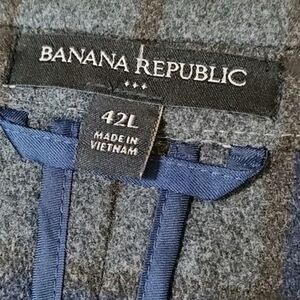 BANANA REPUBLIC
42L
MADE IN
VIETNAM